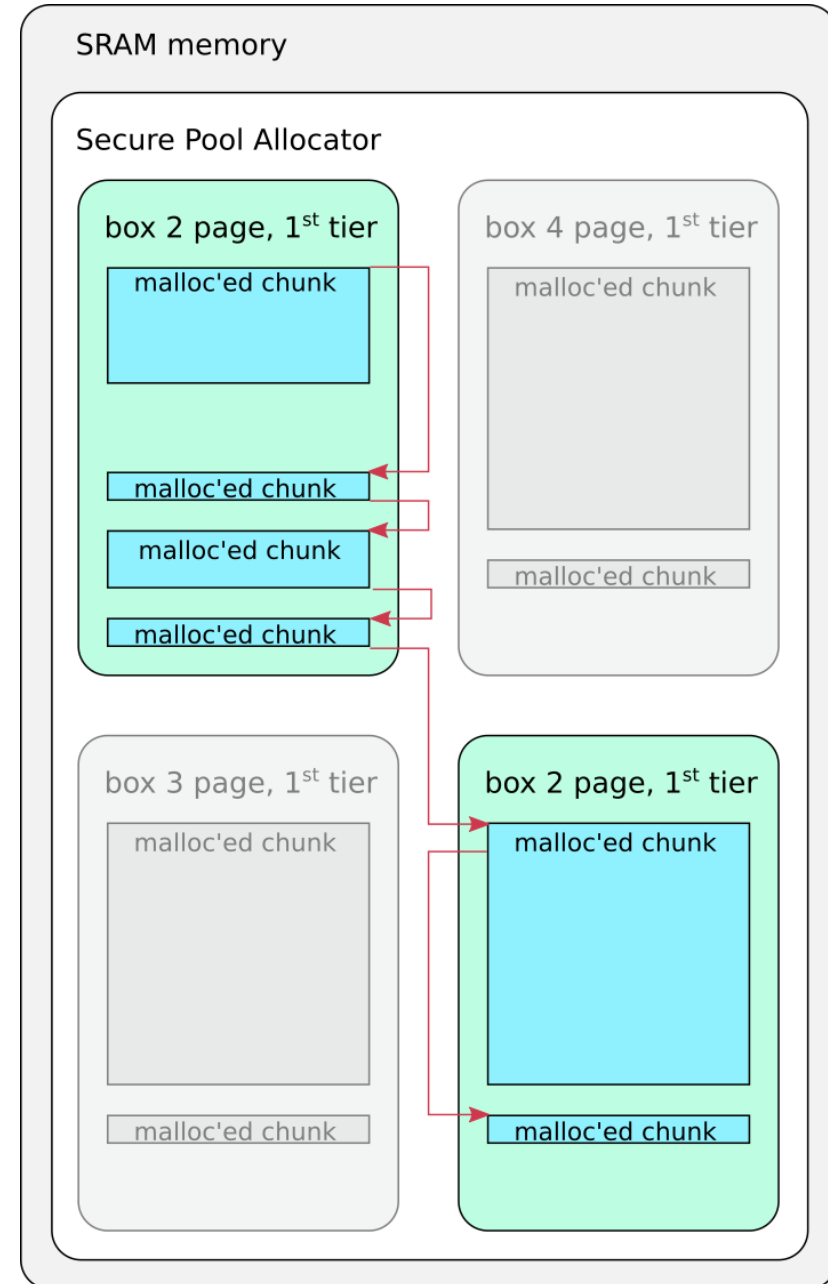 SRAM memory
Secure Pool Allocator
box 2 page, 1st tier
malloc'ed chunk
malloc'ed chunk
malloc'ed chunk
malloc'ed chunk
box 4 page, 1st tier
malloc'ed chunk
malloc'ed chunk
box 3 page, 1st tier
malloc'ed chunk
malloc'ed chunk
box 2 page, 1st tier
malloc'ed chunk
malloc'ed chunk